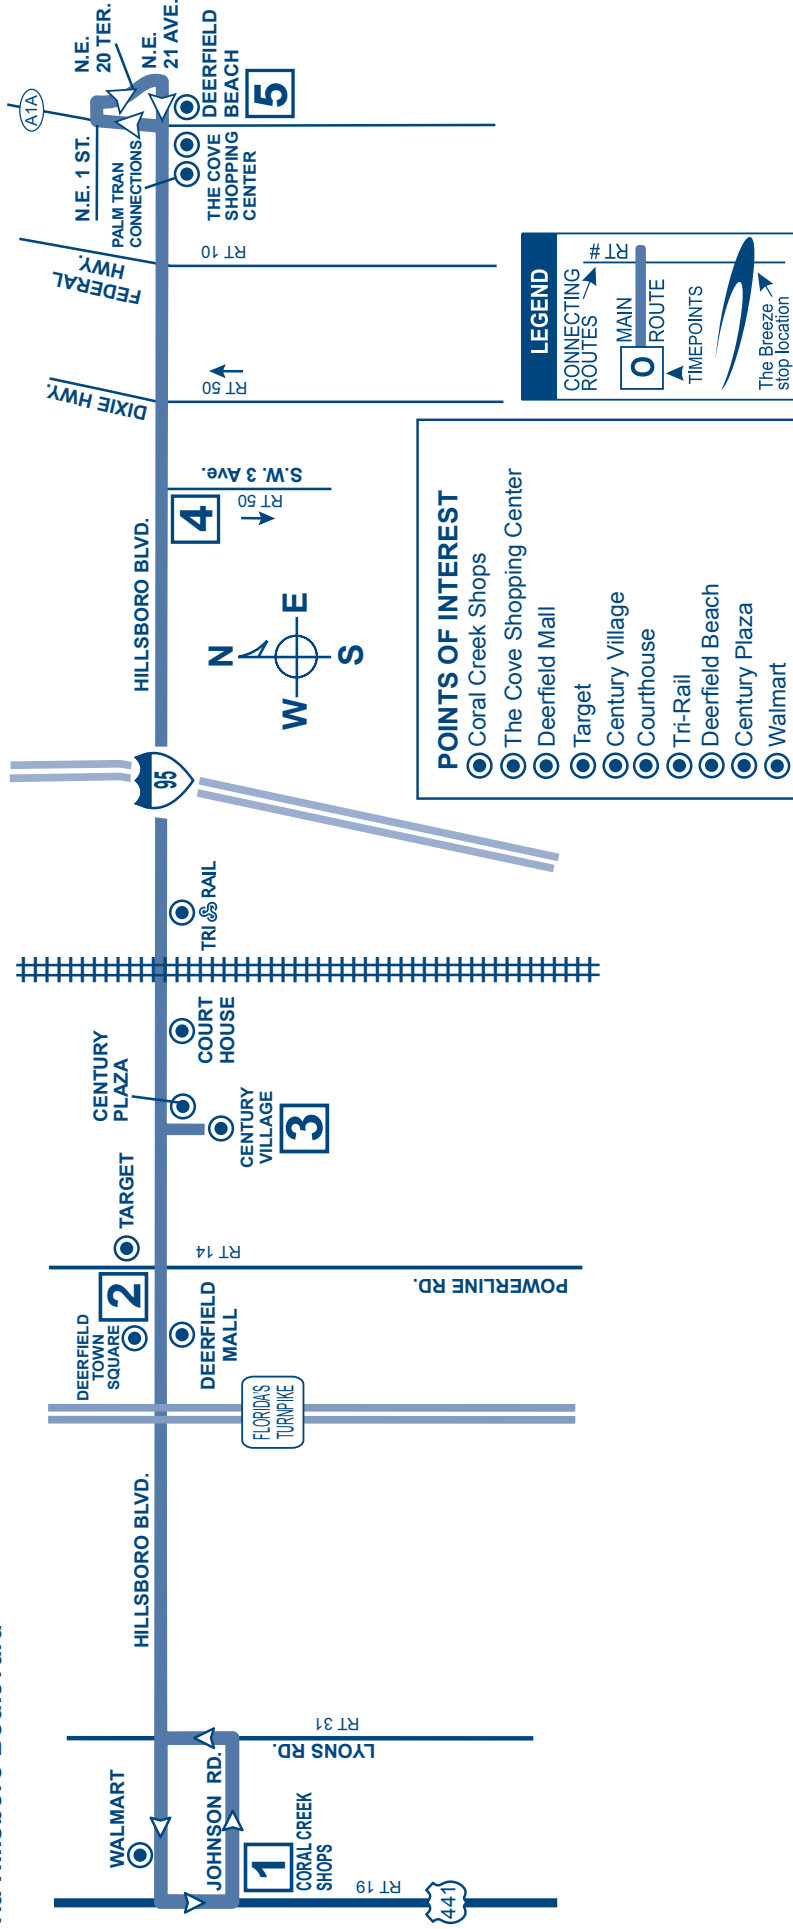 HILLSBORO BLVD.
WALMART
JOHNSON RD.
1
CORAL CREEK
SHOPS
RT 19
441
LYONS RD.
RT 31
HILLSBORO BLVD.
FLORIDA'S
TURNPIKE
DEERFIELD
TOWN
SQUARE
2
DEERFIELD
MALL
TARGET
RT 14
POWERLINE RD.
CENTURY
PLAZA
CENTURY
VILLAGE
3
COURT
HOUSE
TRI RAIL
95
N
W E
S
4
S.W. 3 Ave.
RT 50
DIXIE HWY.
RT 50
FEDERAL
HWY.
RT 10
N.E. 1 ST.
PALM TRAN
CONNECTIONS
THE COVE
SHOPPING
CENTER
A1A
N.E.
20 TER.
N.E.
21 AVE.
DEERFIELD
BEACH
5
POINTS OF INTEREST
Coral Creek Shops
The Cove Shopping Center
Deerfield Mall
Target
Century Village
Courthouse
Tri-Rail
Deerfield Beach
Century Plaza
Walmart
LEGEND
CONNECTING
ROUTES
RT #
O
MAIN
ROUTE
TIMEPOINTS
The Breeze
stop location